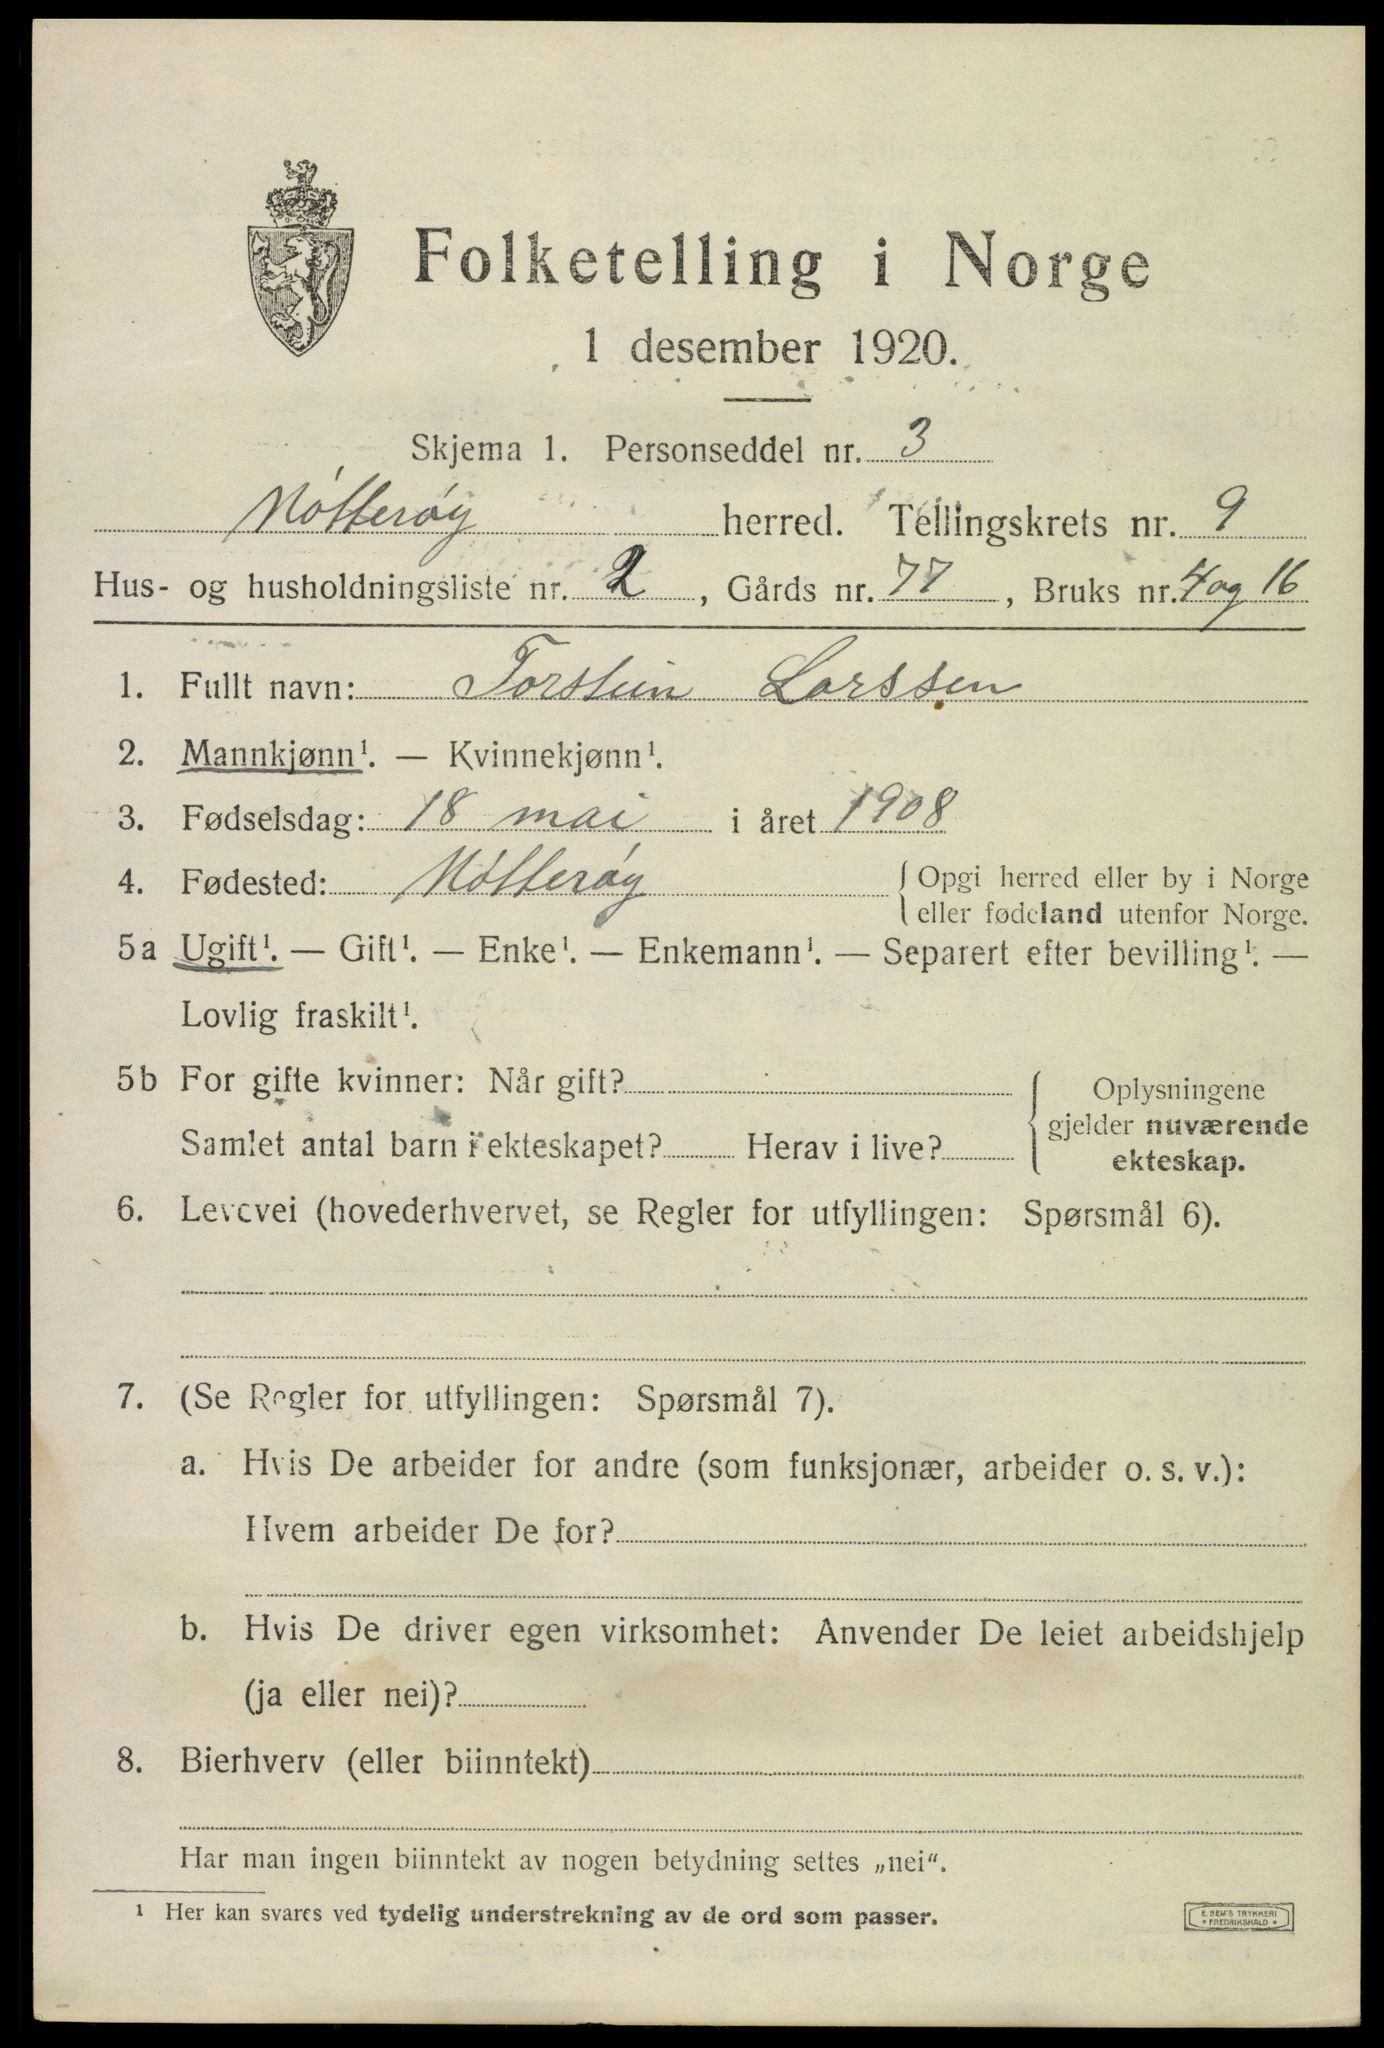 Folketelling i Norge
1 desember 1920.
Skjema 1. Personseddel nr. 3
Nötterøy herred. Tellingskrets nr. 9
Hus- og husholdningsliste nr. 2, Gårds nr. 77, Bruks nr. 4 og 16
1. Fullt navn: Torstein Larssen
2. Mannkjønn¹. — Kvinnekjønn¹.
3. Fødselsdag: 18 mai i året 1908
4. Fødested: Nötterøy { Opgi herred eller by i Norge
eller fødeland utenfor Norge.
5a Ugift¹. — Gift¹. — Enke¹. — Enkemann¹. — Separert efter bevilling¹. —
Lovlig fraskilt¹.
5b For gifte kvinner: Når gift? { Oplysningene
gjelder nuværende
Samlet antal barn i ekteskapet? Herav i live?
ekteskap.
6. Levevei (hovederhvervet, se Regler for utfyllingen: Spørsmål 6).
7. (Se Regler for utfyllingen: Spørsmål 7).
a. Hvis De arbeider for andre (som funksjonær, arbeider o. s. v.):
Hvem arbeider De for?
b. Hvis De driver egen virksomhet: Anvender De leiet arbeidshjelp
(ja eller nei)?
8. Bierhverv (eller biinntekt)
Har man ingen biinntekt av nogen betydning settes „nei“.
¹ Her kan svares ved tydelig understrekning av de ord som passer.
E. SEM'S TRYKKERI
* FREDRIKSHALD *